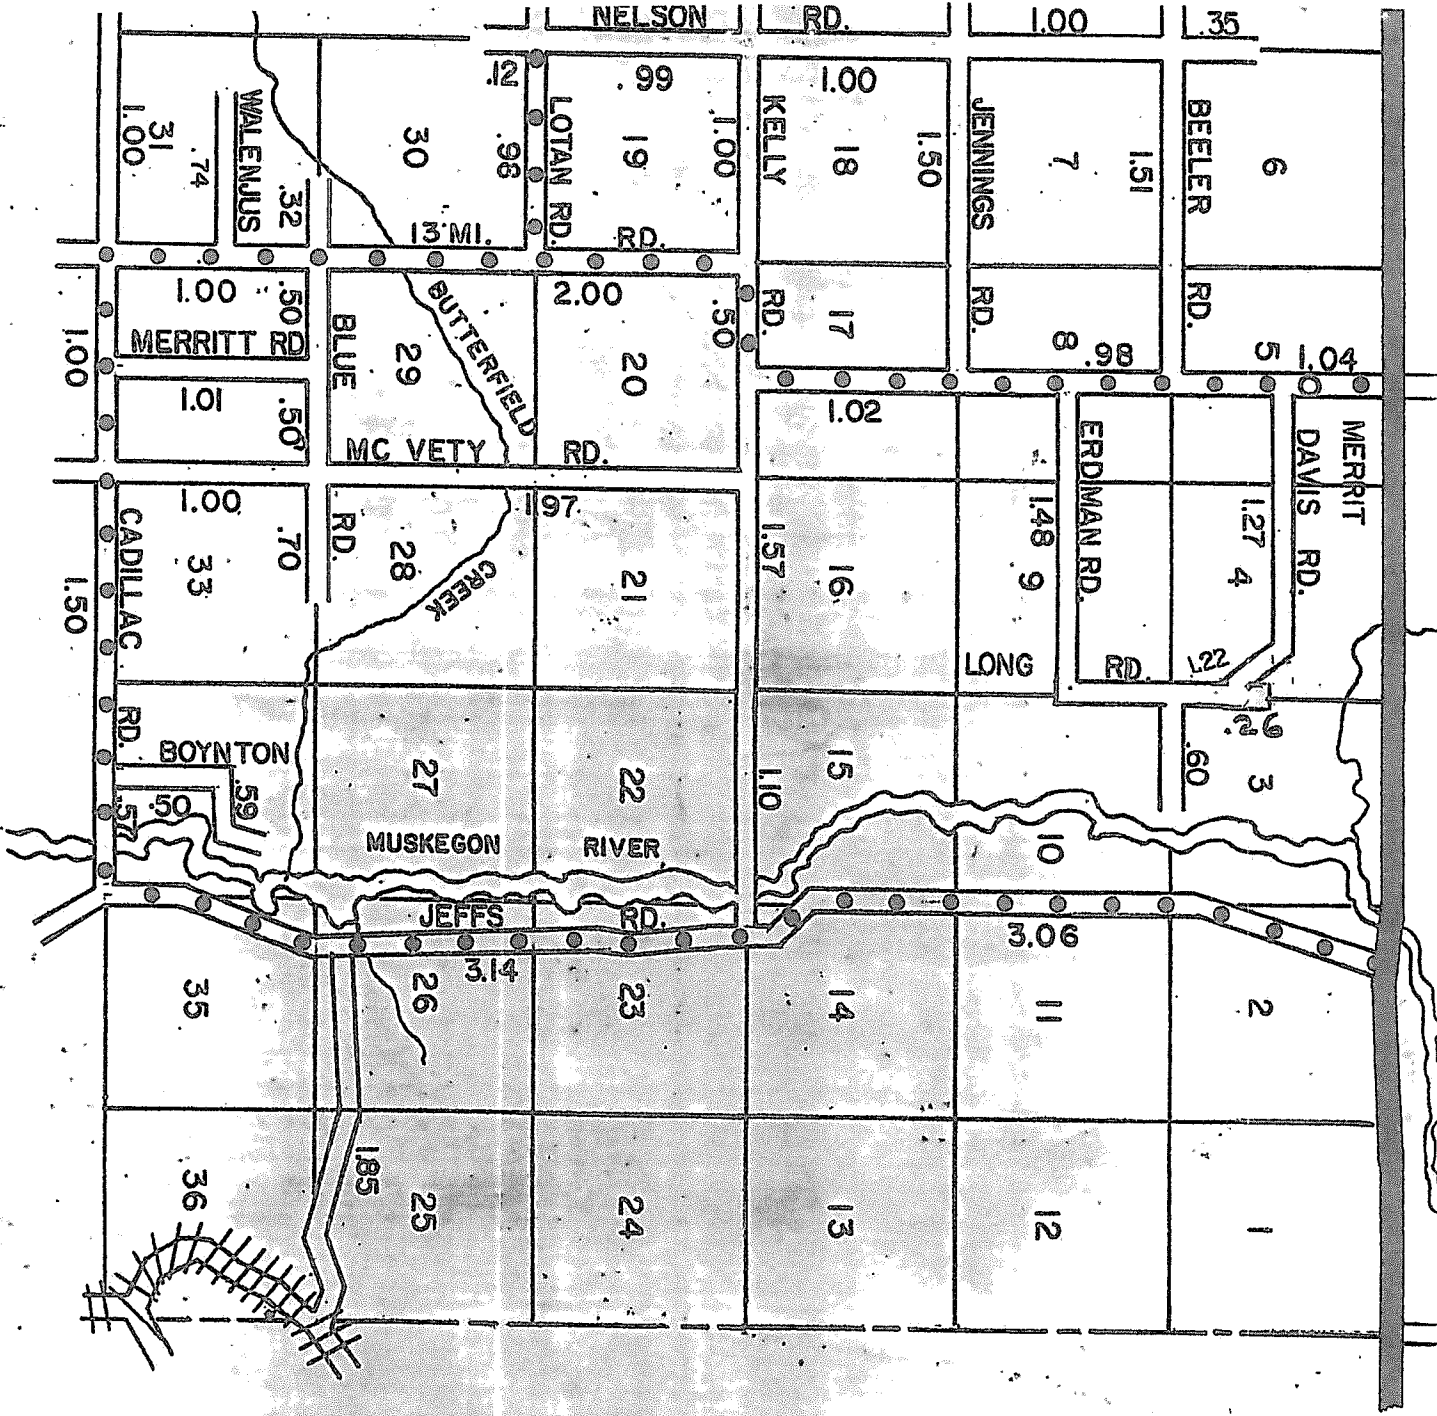 NELSON RD. 1.00 .35
.12 .99 1.00
31 1.00 .74 WALENJUS .32 30 .98 LOTAN RD. 19 1.00 KELLY RD. 18 1.50 JENNINGS RD. 7 1.51 BEELER RD. 6
13 MI. RD.
1.00 .50 2.00 .50 17 8 .98 5 1.04
MERRITT RD
1.00 BLUE RD. 29 BUTTERFIELD CREEK 20
1.01 .50 1.02
MC VETY RD.
MERRIT
DAVIS RD.
1.00 .70 1.97
CADILLAC RD. 33 28 21 1.57 16 1.48 9 ERDMAN RD. 1.27 4
1.50
LONG RD. 1.22
.26
BOYNTON 27 22 1.10 15 .60 3
.57 .50 .59
MUSKEGON RIVER 10
JEFFS RD.
3.14 3.06
35 26 23 14 11 2
36 1.85 25 24 13 12 1